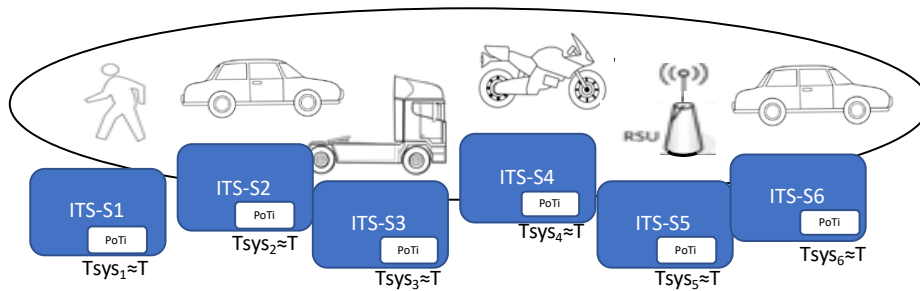 RSU
ITS-S1
PoTi
Tsys₁≈T
ITS-S2
PoTi
Tsys₂≈T
ITS-S3
PoTi
Tsys₃≈T
ITS-S4
PoTi
Tsys₄≈T
ITS-S5
PoTi
Tsys₅≈T
ITS-S6
PoTi
Tsys₆≈T